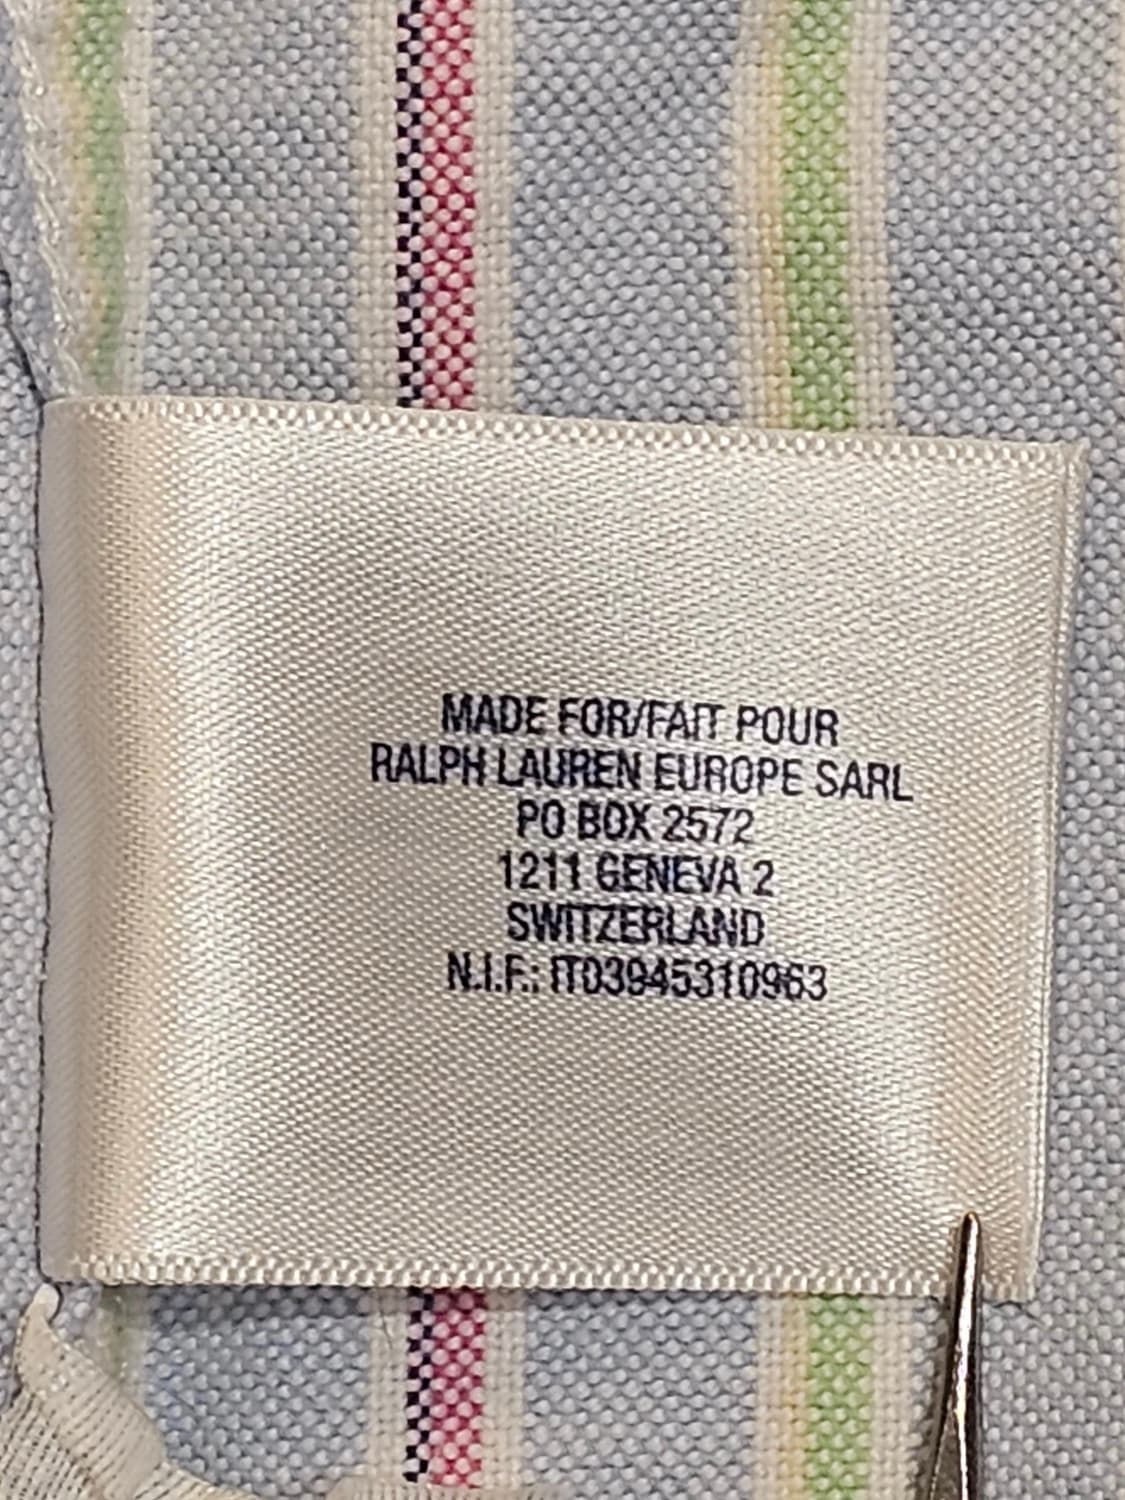 MADE FOR/FAIT POUR
RALPH LAUREN EUROPE SARL
PO BOX 2572
1211 GENEVA 2
SWITZERLAND
N.I.F.: IT03945310963